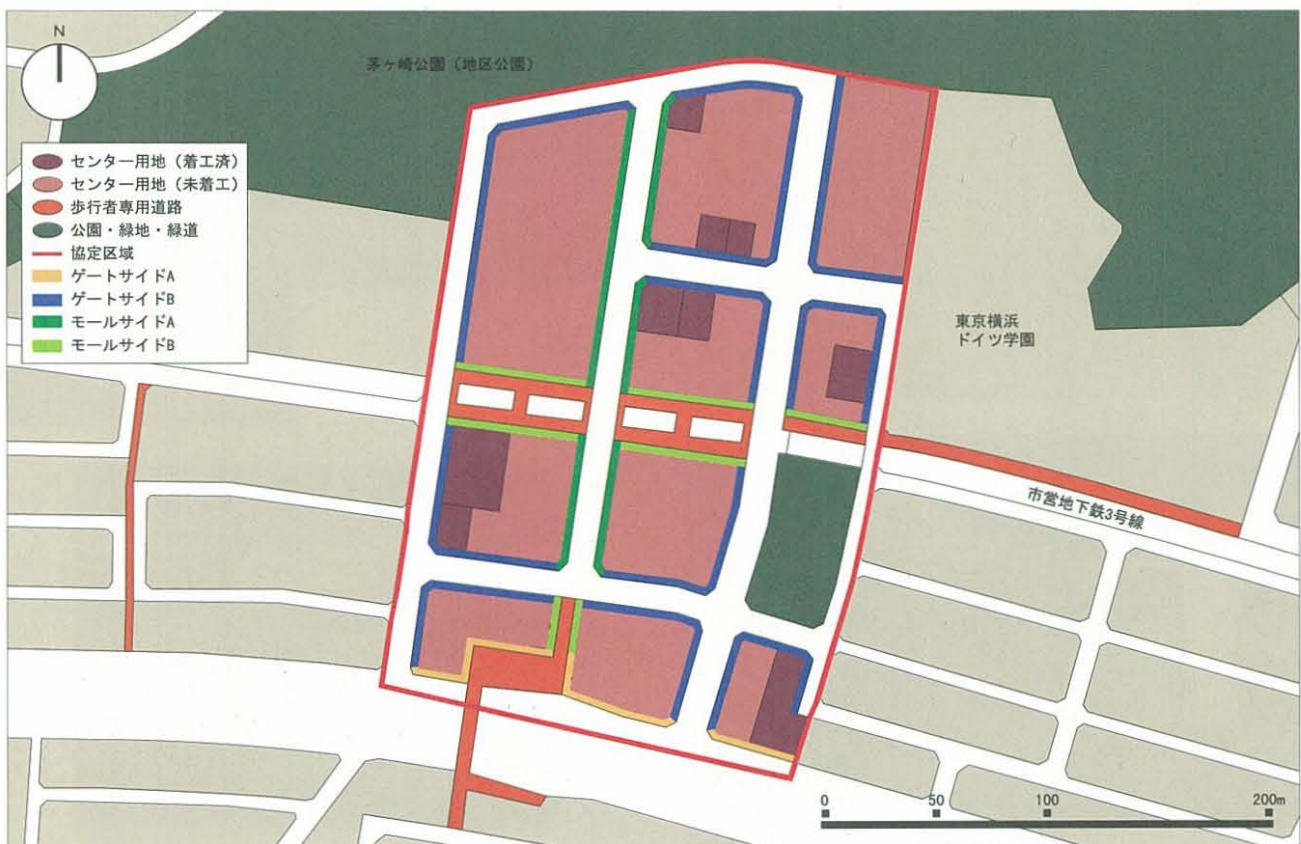 N
茅ヶ崎公園（地区公園）
センター用地（着工済）
センター用地（未着工）
歩行者専用道路
公園・緑地・緑道
協定区域
ゲートサイドA
ゲートサイドB
モールサイドA
モールサイドB
東京横浜
ドイツ学園
市営地下鉄3号線
0 50 100 200m